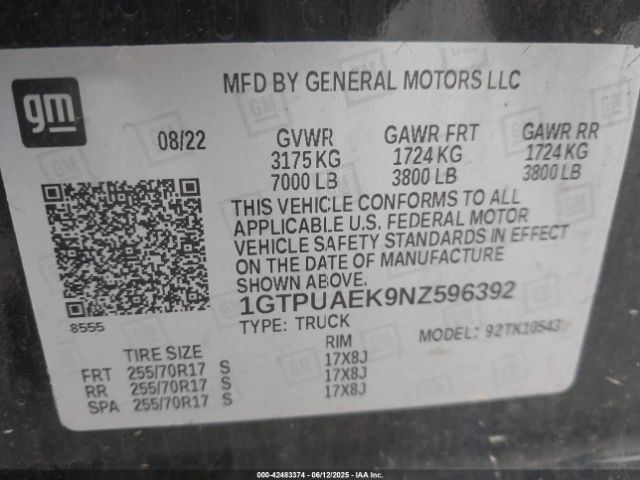 gm
MFD BY GENERAL MOTORS LLC
08/22 GVWR GAWR FRT GAWR RR
3175 KG 1724 KG 1724 KG
7000 LB 3800 LB 3800 LB
THIS VEHICLE CONFORMS TO ALL
APPLICABLE U.S. FEDERAL MOTOR
VEHICLE SAFETY STANDARDS IN EFFECT
ON THE DATE OF MANUFACTURE
SHOWN ABOVE.
8555
1GTPUAEK9NZ596392
TYPE: TRUCK MODEL: 92TK10543
TIRE SIZE RIM
FRT 255/70R17 S 17X8J
RR 255/70R17 S 17X8J
SPA 255/70R17 S 17X8J
000-42483374 - 06/12/2025 - IAAI.COM